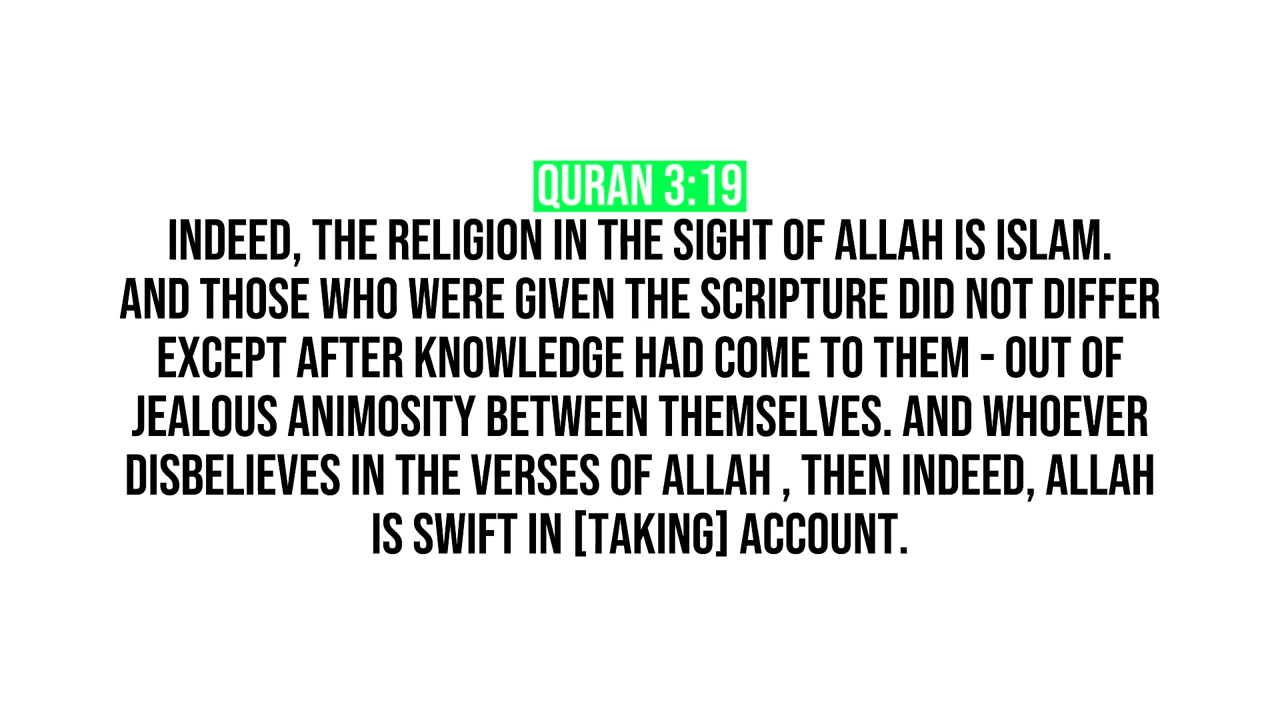 QURAN 3:19
INDEED, THE RELIGION IN THE SIGHT OF ALLAH IS ISLAM.
AND THOSE WHO WERE GIVEN THE SCRIPTURE DID NOT DIFFER
EXCEPT AFTER KNOWLEDGE HAD COME TO THEM - OUT OF
JEALOUS ANIMOSITY BETWEEN THEMSELVES. AND WHOEVER
DISBELIEVES IN THE VERSES OF ALLAH , THEN INDEED, ALLAH
IS SWIFT IN [TAKING] ACCOUNT.